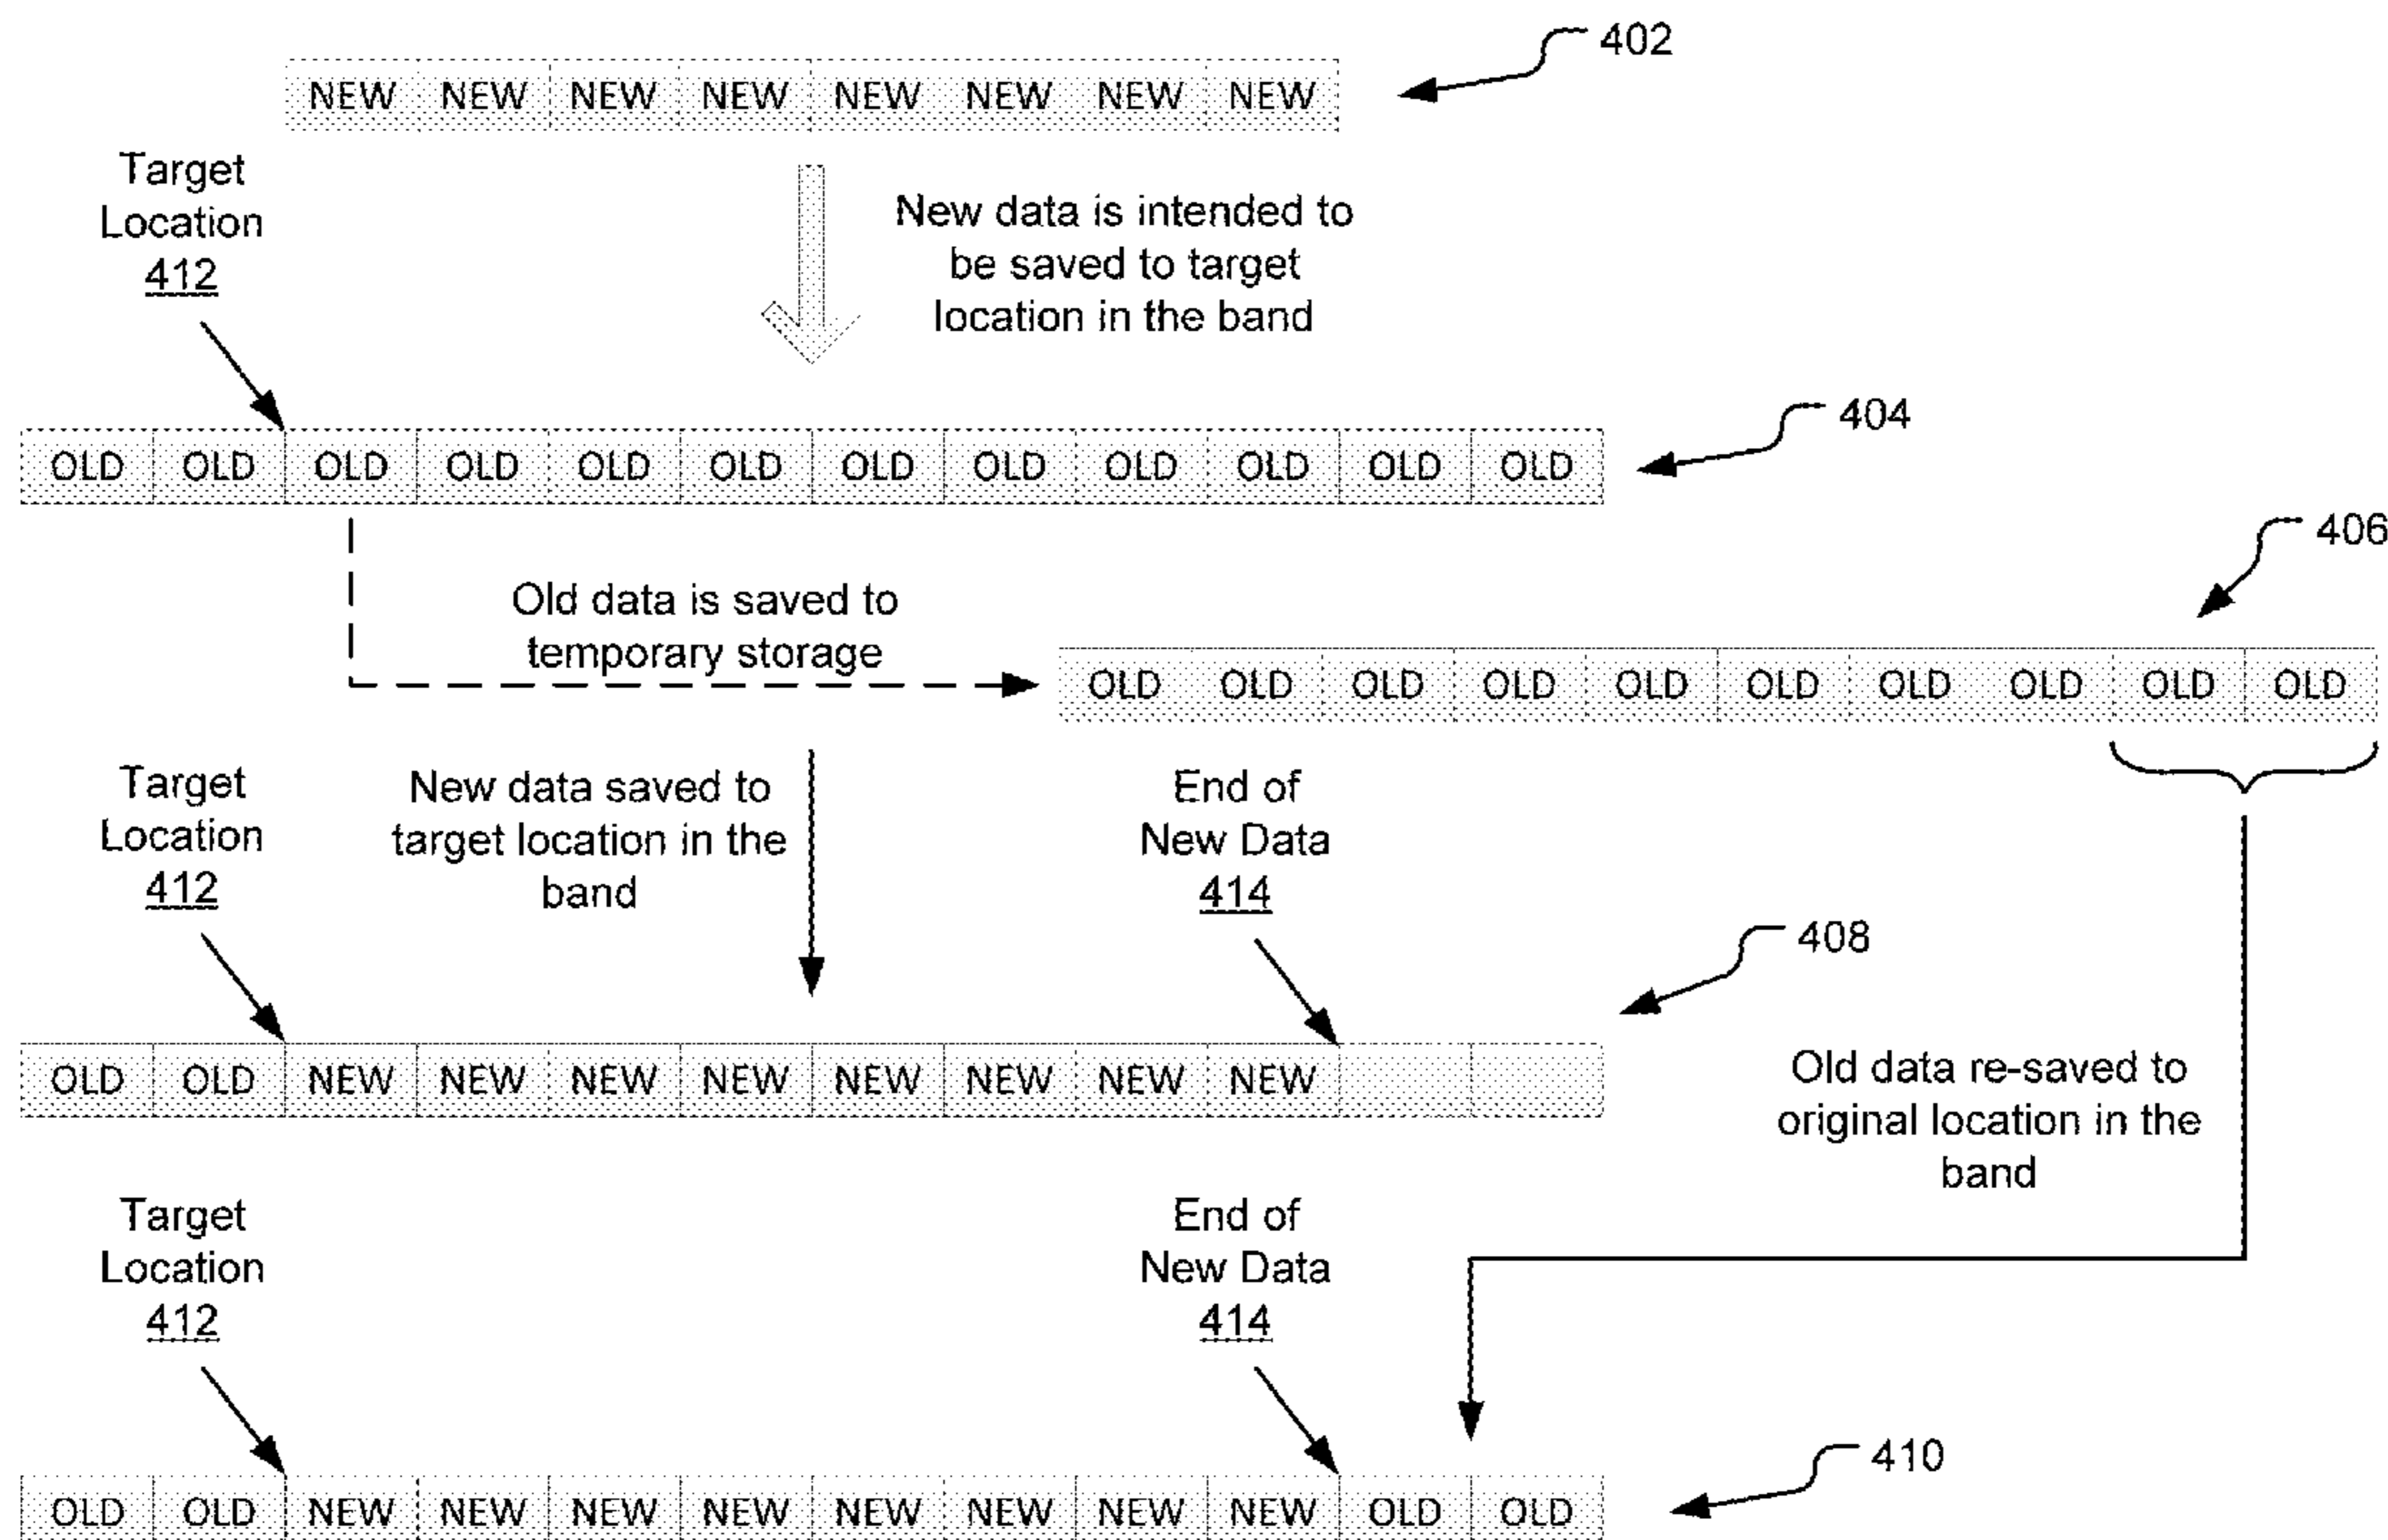 402
NEW NEW NEW NEW NEW NEW NEW NEW
Target
Location
412
New data is intended to
be saved to target
location in the band
404
OLD OLD OLD OLD OLD OLD OLD OLD OLD OLD OLD OLD
406
Old data is saved to
temporary storage
OLD OLD OLD OLD OLD OLD OLD OLD OLD OLD
Target
Location
412
New data saved to
target location in the
band
End of
New Data
414
408
OLD OLD NEW NEW NEW NEW NEW NEW NEW NEW
Old data re-saved to
original location in the
band
Target
Location
412
End of
New Data
414
410
OLD OLD NEW NEW NEW NEW NEW NEW NEW NEW OLD OLD